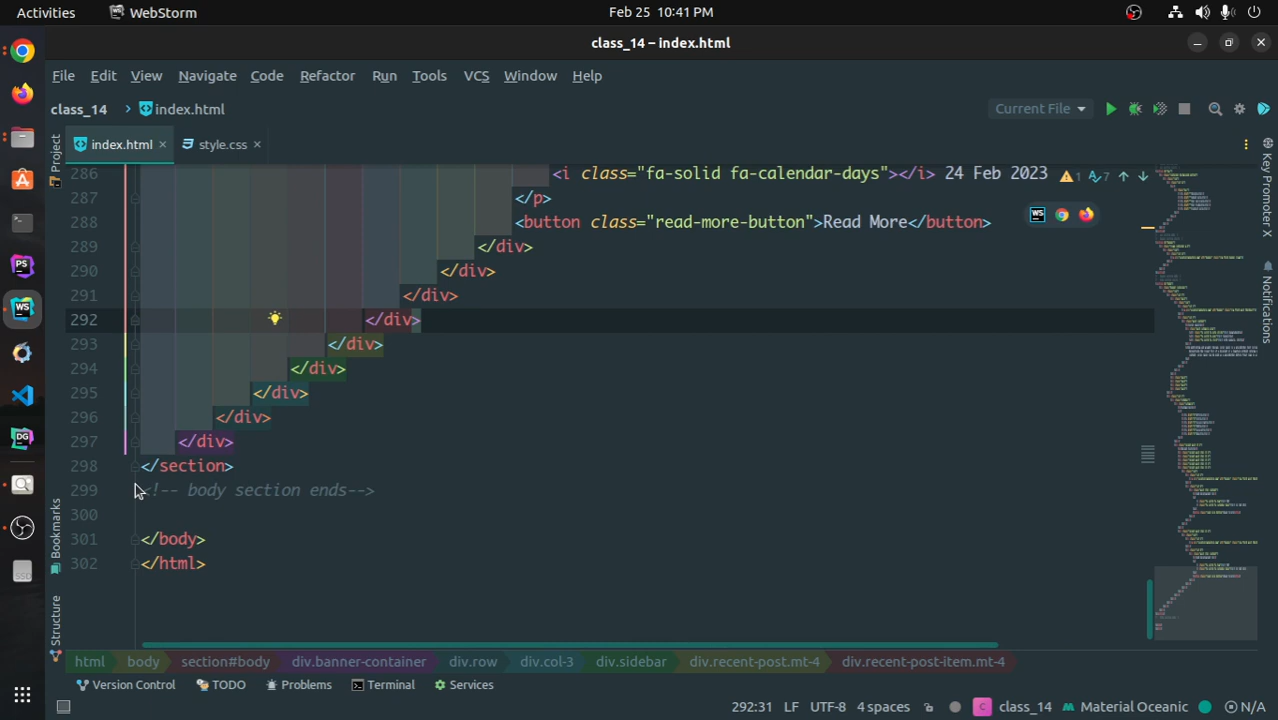 Activities WebStorm Feb 25 10:41 PM
class_14 – index.html
File Edit View Navigate Code Refactor Run Tools VCS Window Help
class_14 index.html Current File
index.html style.css
Project
Bookmarks
Structure
Key Promoter X
Notifications
286 <i class="fa-solid fa-calendar-days"></i> 24 Feb 2023 1 7
287 </p>
288 <button class="read-more-button">Read More</button>
289 </div>
290 </div>
291 </div>
292 </div>
293 </div>
294 </div>
295 </div>
296 </div>
297 </div>
298 </section>
299 <!-- body section ends-->
300
301 </body>
302 </html>
html body section#body div.banner-container div.row div.col-3 div.sidebar div.recent-post.mt-4 div.recent-post-item.mt-4
Version Control TODO Problems Terminal Services
292:31 LF UTF-8 4 spaces C class_14 Material Oceanic N/A